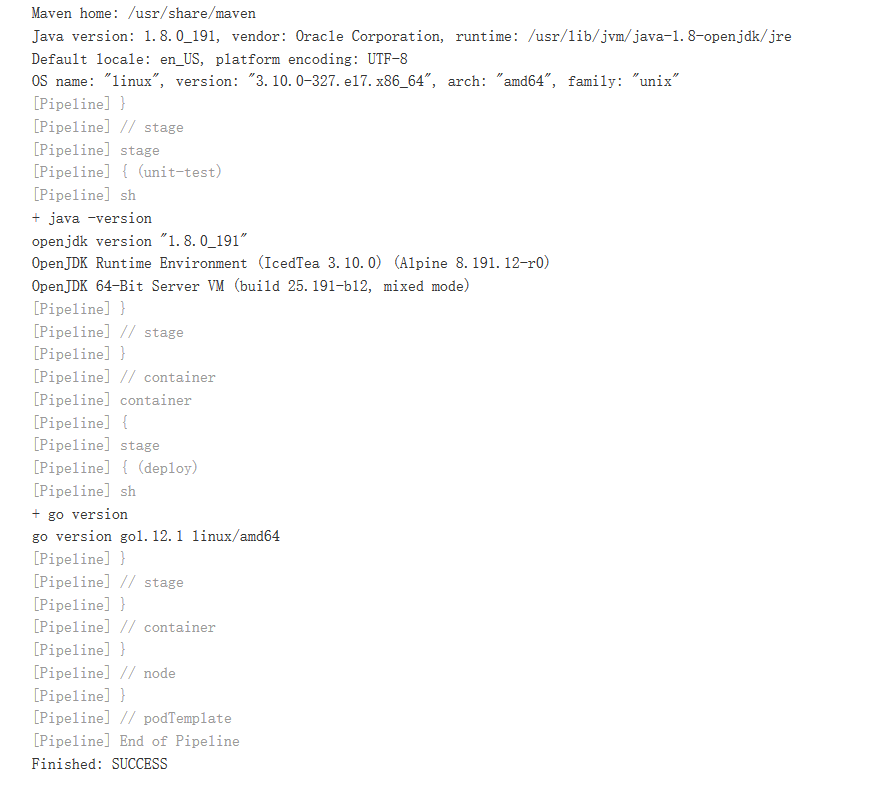 Maven home: /usr/share/maven
Java version: 1.8.0_191, vendor: Oracle Corporation, runtime: /usr/lib/jvm/java-1.8-openjdk/jre
Default locale: en_US, platform encoding: UTF-8
OS name: "linux", version: "3.10.0-327.el7.x86_64", arch: "amd64", family: "unix"
[Pipeline] }
[Pipeline] // stage
[Pipeline] stage
[Pipeline] { (unit-test)
[Pipeline] sh
+ java -version
openjdk version "1.8.0_191"
OpenJDK Runtime Environment (IcedTea 3.10.0) (Alpine 8.191.12-r0)
OpenJDK 64-Bit Server VM (build 25.191-b12, mixed mode)
[Pipeline] }
[Pipeline] // stage
[Pipeline] }
[Pipeline] // container
[Pipeline] container
[Pipeline] {
[Pipeline] stage
[Pipeline] { (deploy)
[Pipeline] sh
+ go version
go version go1.12.1 linux/amd64
[Pipeline] }
[Pipeline] // stage
[Pipeline] }
[Pipeline] // container
[Pipeline] }
[Pipeline] // node
[Pipeline] }
[Pipeline] // podTemplate
[Pipeline] End of Pipeline
Finished: SUCCESS